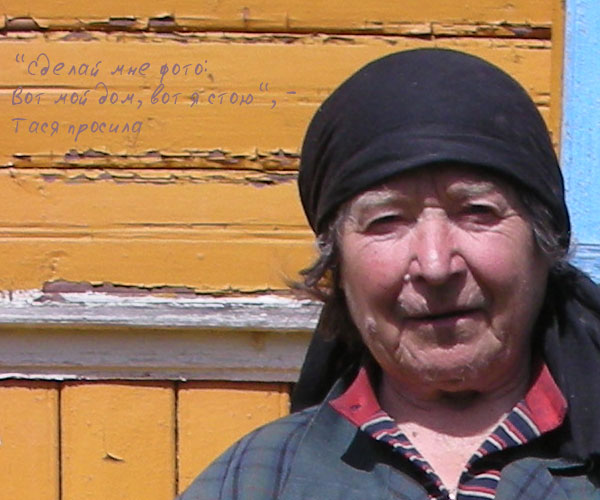 "Сделай мне фото:
Вот мой дом, вот я стою", -
Тася просила